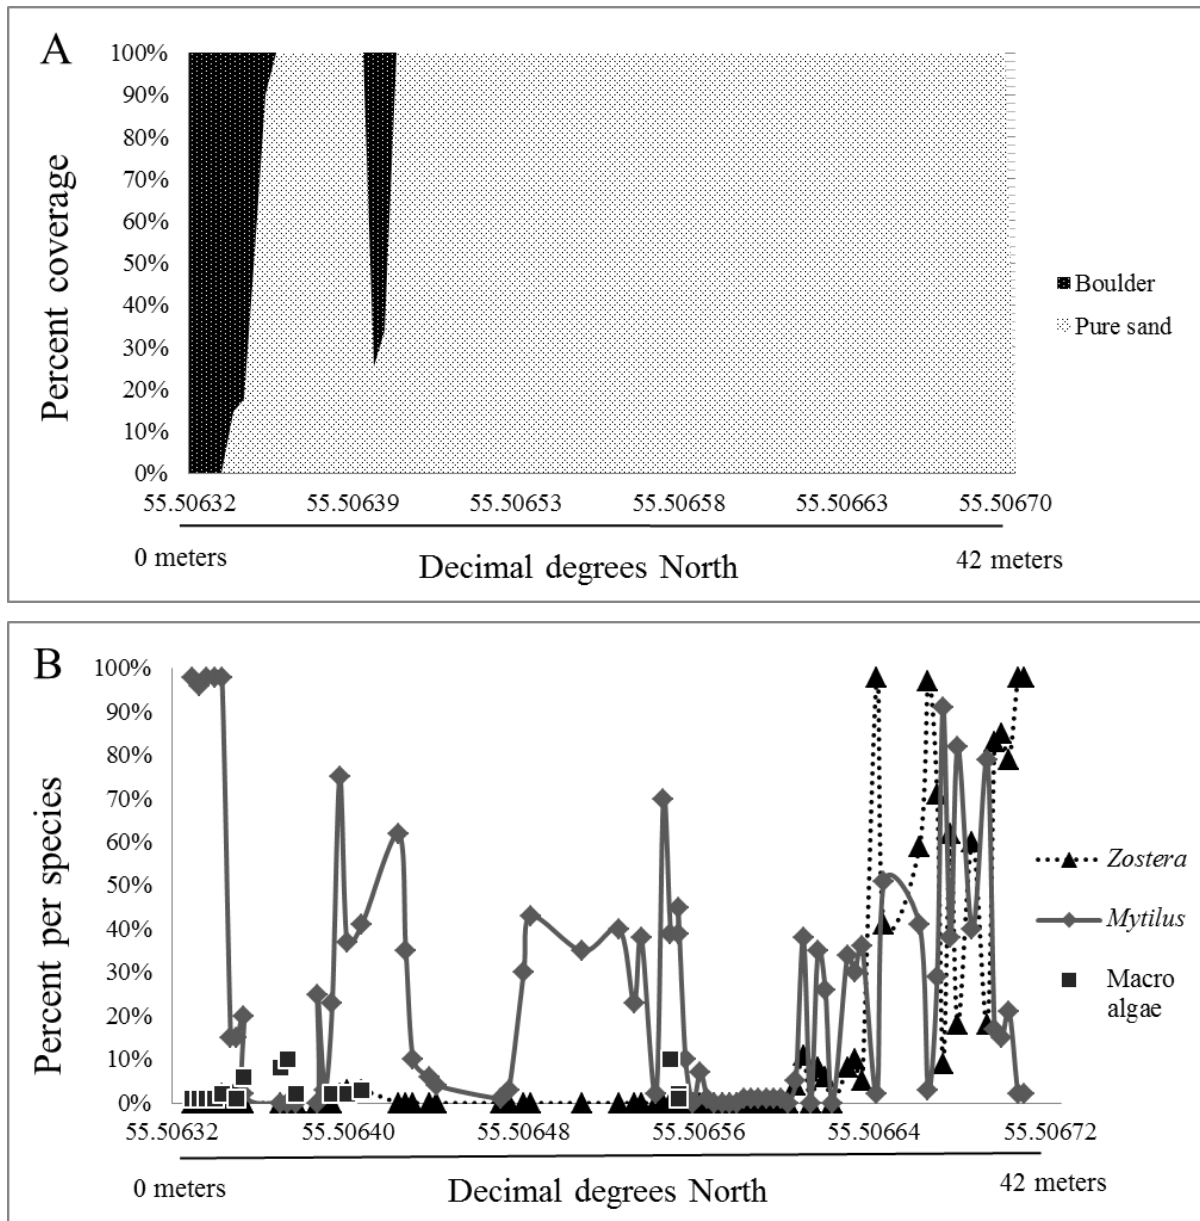 A
Percent coverage
100%
90%
80%
70%
60%
50%
40%
30%
20%
10%
0%
55.50632 55.50639 55.50653 55.50658 55.50663 55.50670
0 meters
Decimal degrees North
42 meters
Boulder
Pure sand
B
Percent per species
100%
90%
80%
70%
60%
50%
40%
30%
20%
10%
0%
55.50632 55.50640 55.50648 55.50656 55.50664 55.50672
0 meters
Decimal degrees North
42 meters
Zostera
Mytilus
Macro
algae